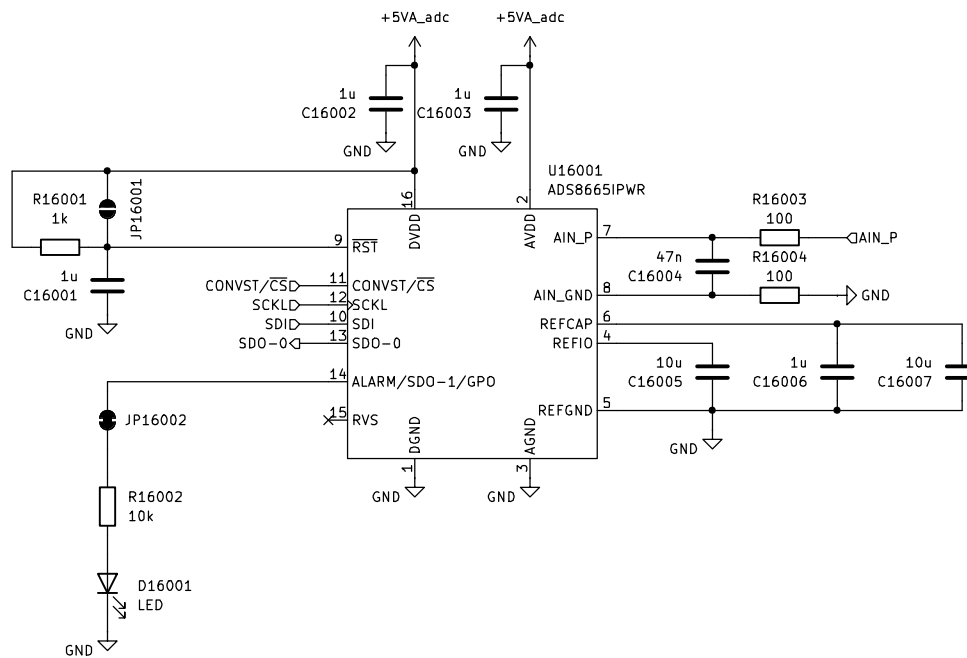 +5VA_adc
+5VA_adc
1u
C16002
1u
C16003
GND
GND
U16001
ADS8665IPWR
R16001
1k
JP16001
16
DVDD
2
AVDD
R16003
100
9
RST
7
AIN_P
AIN_P
1u
C16001
47n
C16004
R16004
100
CONVST/CS
11
CONVST/CS
8
AIN_GND
GND
SCKL
12
SCKL
SDI
10
SDI
6
REFCAP
SDO-0
13
SDO-0
4
REFIO
GND
10u
C16005
1u
C16006
10u
C16007
14
ALARM/SDO-1/GPO
JP16002
15
RVS
5
REFGND
DGND
1
AGND
3
GND
GND
GND
R16002
10k
D16001
LED
GND